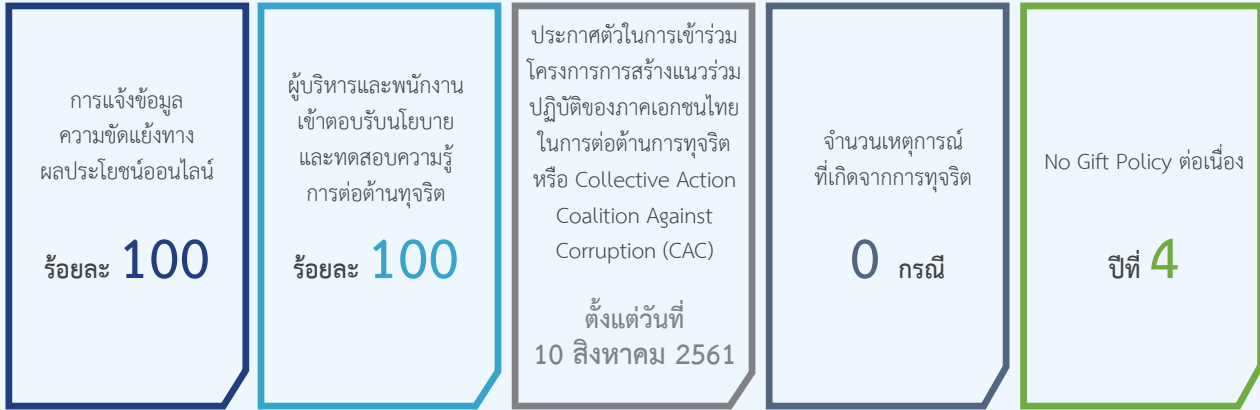 การแจ้งข้อมูล
ความขัดแย้งทาง
ผลประโยชน์ออนไลน์
ร้อยละ 100
ผู้บริหารและพนักงาน
เข้าตอบรับนโยบาย
และทดสอบความรู้
การต่อต้านทุจริต
ร้อยละ 100
ประกาศตัวในการเข้าร่วม
โครงการการสร้างแนวร่วม
ปฏิบัติของภาคเอกชนไทย
ในการต่อต้านการทุจริต
หรือ Collective Action
Coalition Against
Corruption (CAC)
ตั้งแต่วันที่
10 สิงหาคม 2561
จำนวนเหตุการณ์
ที่เกิดจากการทุจริต
0 กรณี
No Gift Policy ต่อเนื่อง
ปีที่ 4